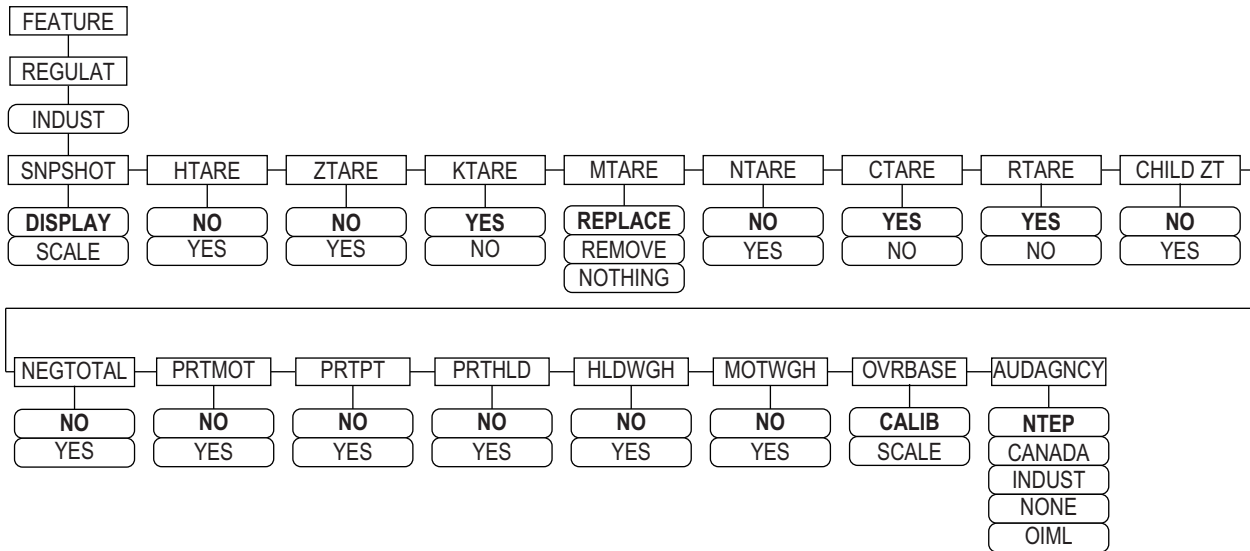 FEATURE
REGULAT
INDUST
SNPSHOT HTARE ZTARE KTARE MTARE NTARE CTARE RTARE CHILD ZT
DISPLAY NO NO YES REPLACE NO YES YES NO
SCALE YES YES NO REMOVE YES NO NO YES
NOTHING
NEGTOTAL PRTMOT PRTPT PRTHLD HLDWGH MOTWGH OVRBASE AUDAGNCY
NO NO NO NO NO NO CALIB NTEP
YES YES YES YES YES YES SCALE CANADA
INDUST
NONE
OIML